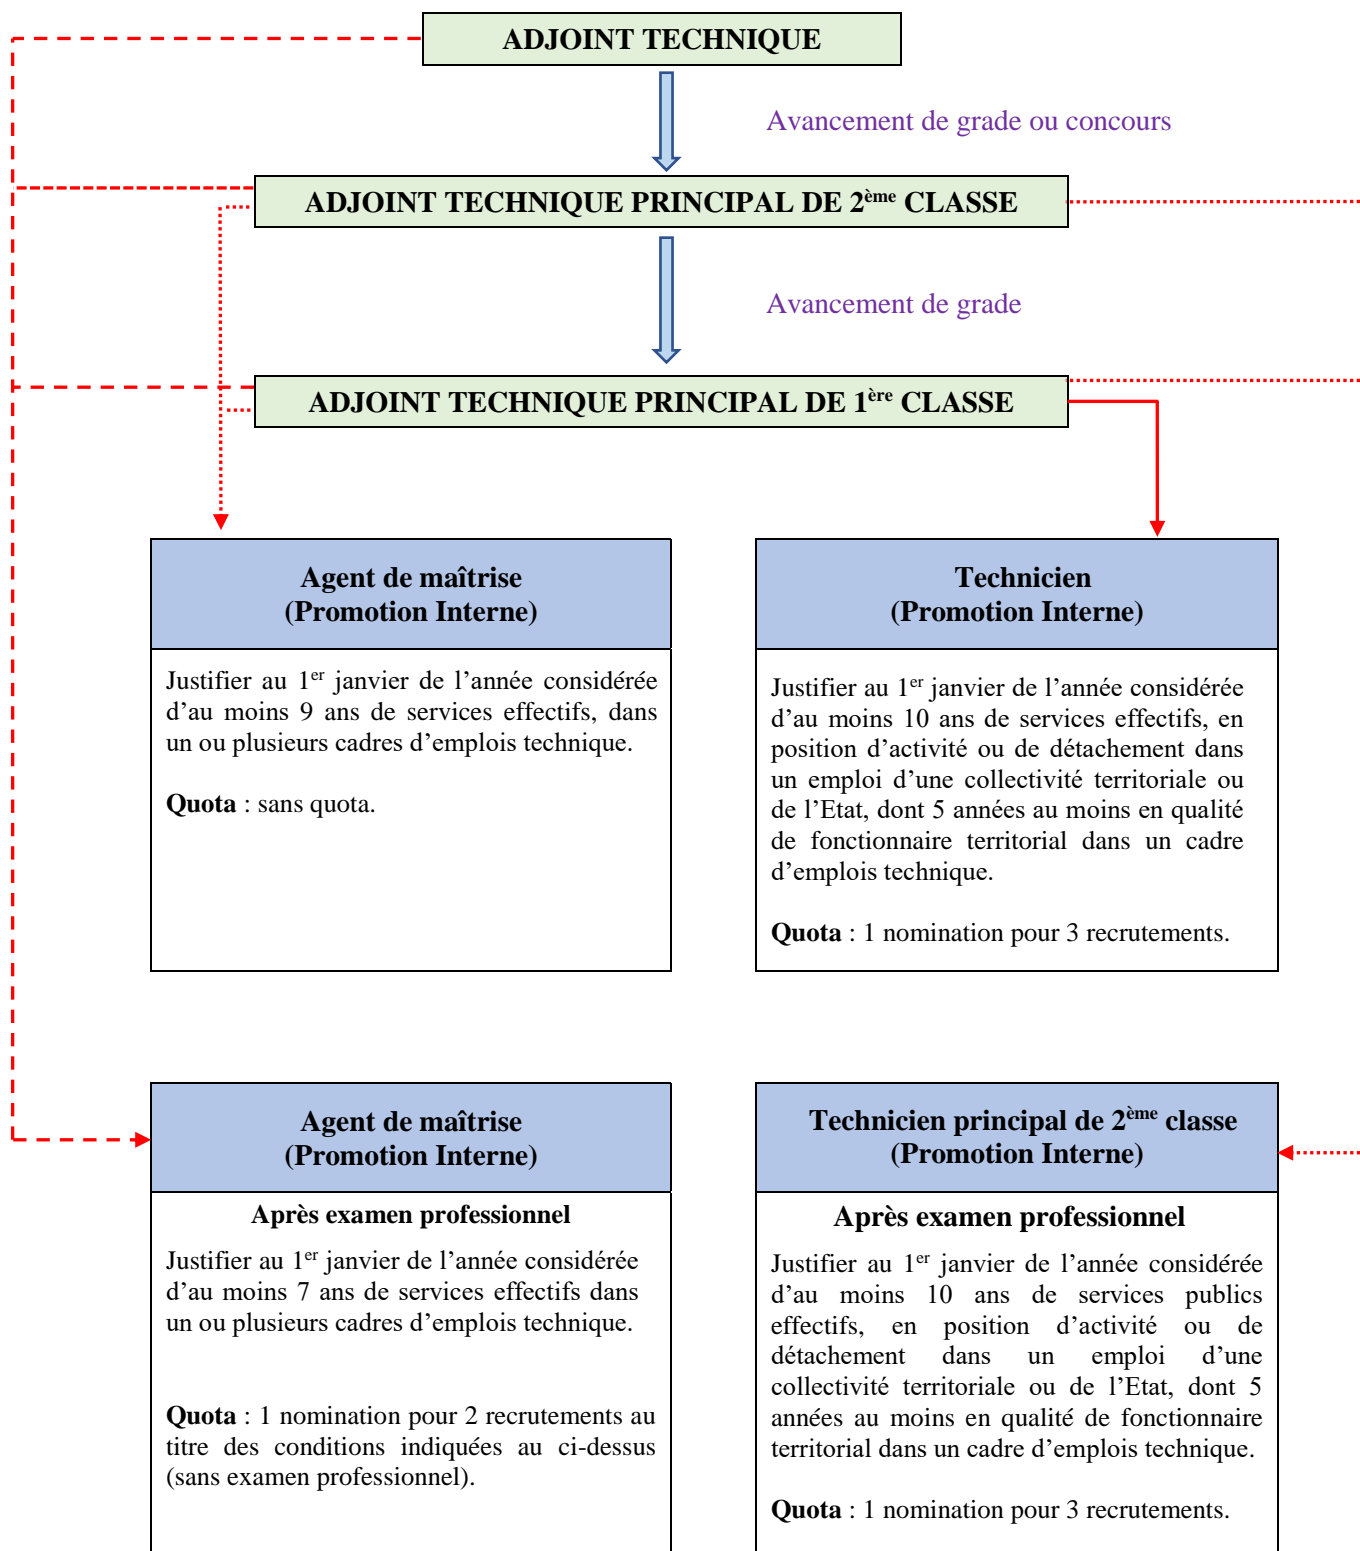 ADJOINT TECHNIQUE
Avancement de grade ou concours
ADJOINT TECHNIQUE PRINCIPAL DE 2ème CLASSE
Avancement de grade
ADJOINT TECHNIQUE PRINCIPAL DE 1ère CLASSE
Agent de maîtrise
(Promotion Interne)
Justifier au 1er janvier de l’année considérée
d’au moins 9 ans de services effectifs, dans
un ou plusieurs cadres d’emplois technique.
Quota : sans quota.
Technicien
(Promotion Interne)
Justifier au 1er janvier de l’année considérée
d’au moins 10 ans de services effectifs, en
position d’activité ou de détachement dans
un emploi d’une collectivité territoriale ou
de l’Etat, dont 5 années au moins en qualité
de fonctionnaire territorial dans un cadre
d’emplois technique.
Quota : 1 nomination pour 3 recrutements.
Agent de maîtrise
(Promotion Interne)
Après examen professionnel
Justifier au 1er janvier de l’année considérée
d’au moins 7 ans de services effectifs dans
un ou plusieurs cadres d’emplois technique.
Quota : 1 nomination pour 2 recrutements au
titre des conditions indiquées au ci-dessus
(sans examen professionnel).
Technicien principal de 2ème classe
(Promotion Interne)
Après examen professionnel
Justifier au 1er janvier de l’année considérée
d’au moins 10 ans de services publics
effectifs, en position d’activité ou de
détachement dans un emploi d’une
collectivité territoriale ou de l’Etat, dont 5
années au moins en qualité de fonctionnaire
territorial dans un cadre d’emplois technique.
Quota : 1 nomination pour 3 recrutements.